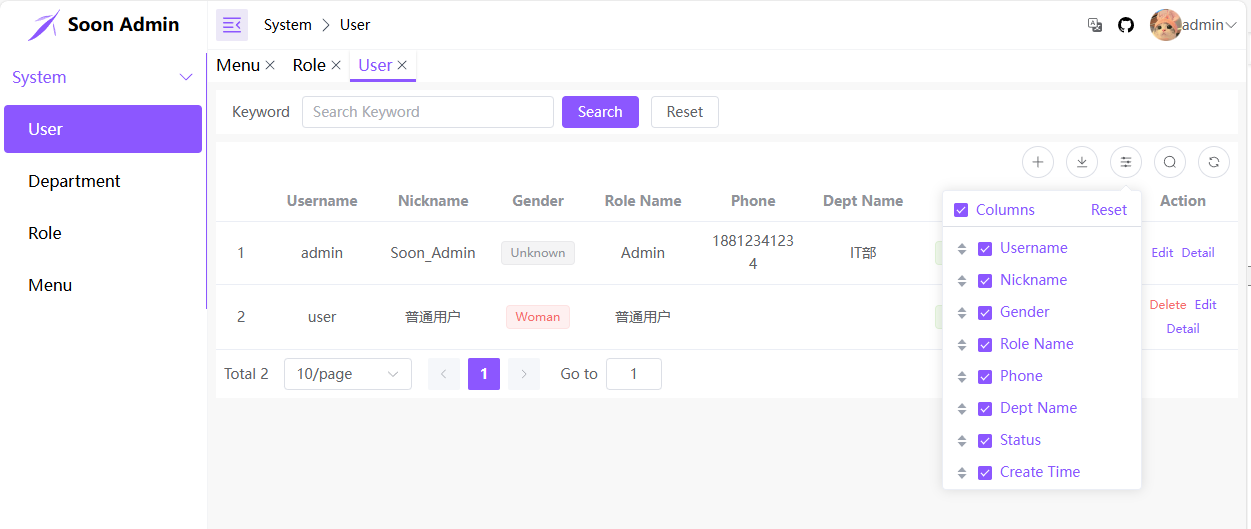 Soon Admin
System
User
Department
Role
Menu
System > User
admin
Menu × Role × User ×
Keyword Search Keyword Search Reset
Username Nickname Gender Role Name Phone Dept Name Action
1 admin Soon_Admin Unknown Admin 1881234123 IT部 Edit Detail
4
2 user 普通用户 Woman 普通用户 Delete Edit
Detail
Total 2 10/page 1 Go to 1
Columns Reset
Username
Nickname
Gender
Role Name
Phone
Dept Name
Status
Create Time